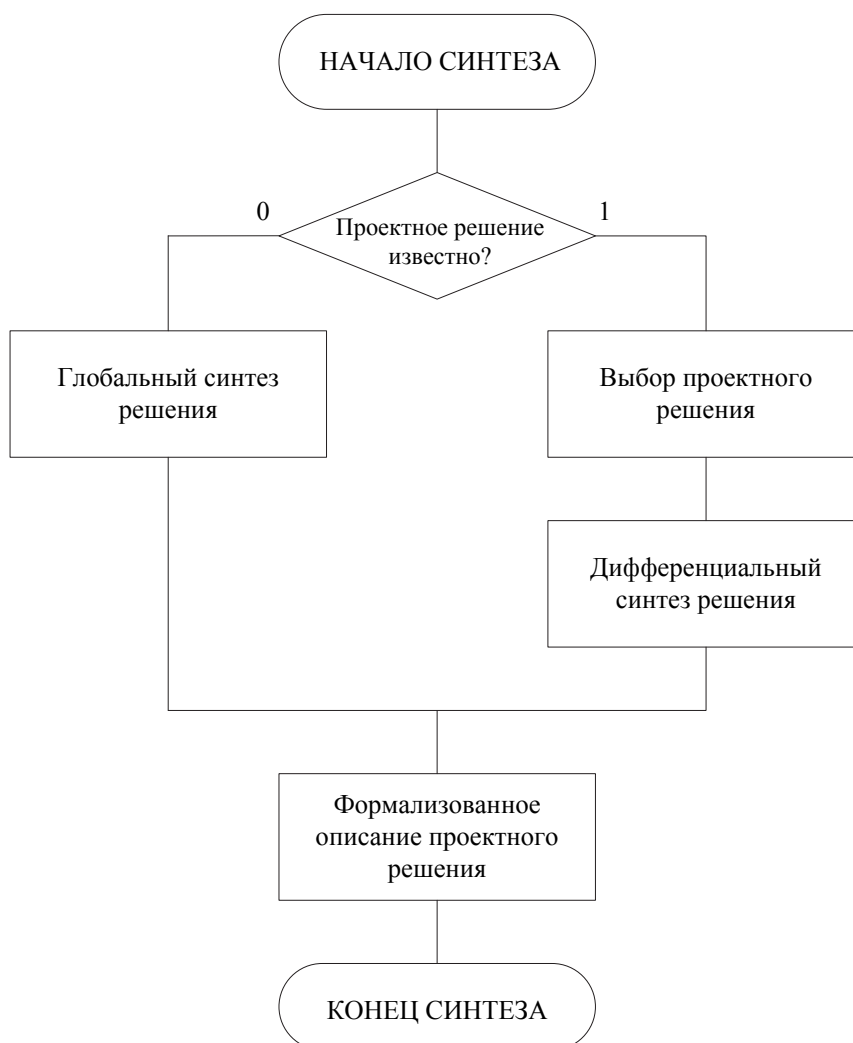 НАЧАЛО СИНТЕЗА
0
1
Проектное решение
известно?
Глобальный синтез
решения
Выбор проектного
решения
Дифференциальный
синтез решения
Формализованное
описание проектного
решения
КОНЕЦ СИНТЕЗА